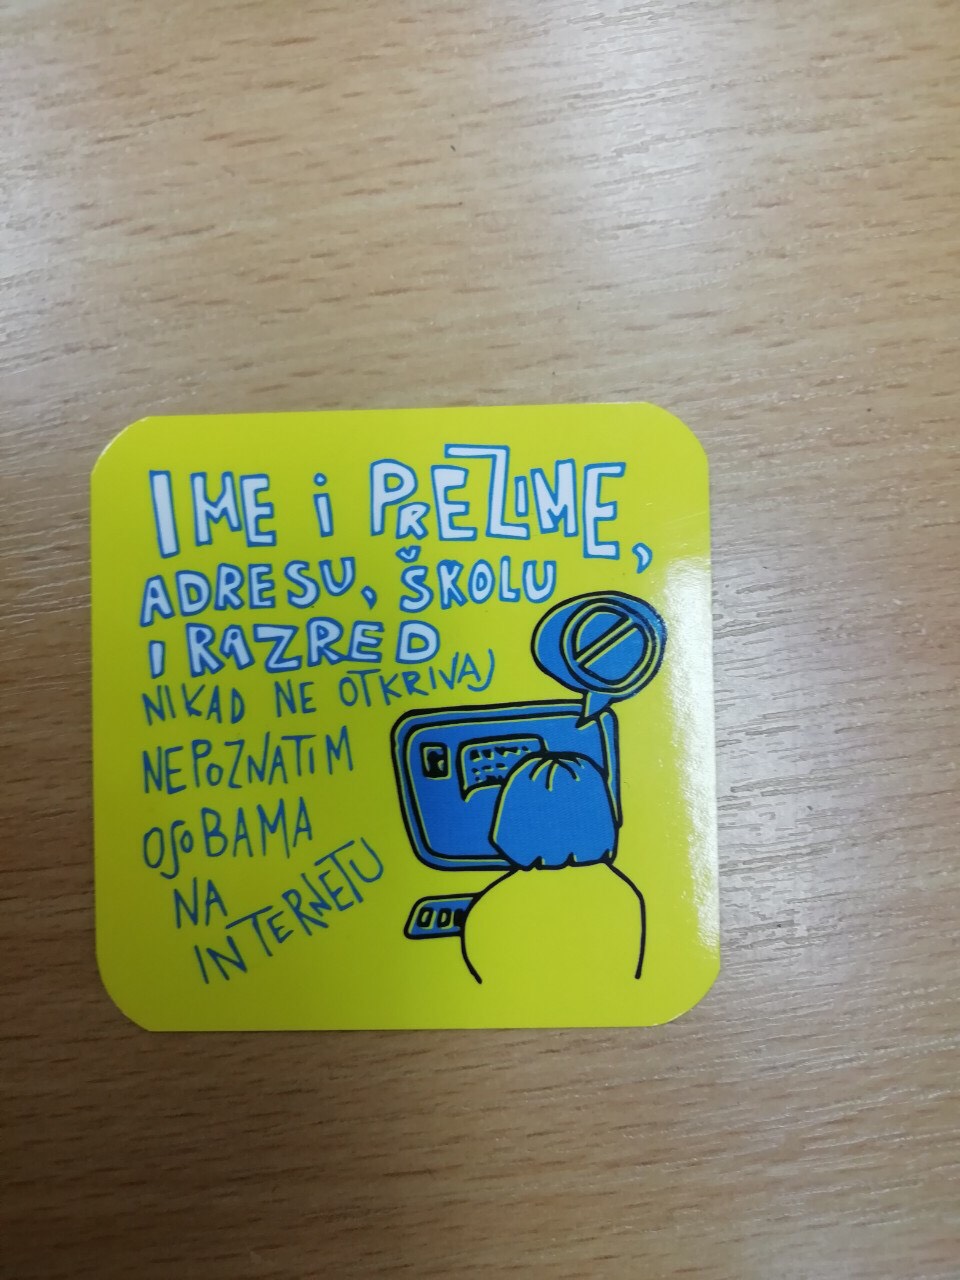 IME i PREZIME,
ADRESU, ŠKOLU
I RAZRED
NIKAD NE OTKRIVAJ
NEPOZNATIM
OSOBAMA
NA
INTERNETU